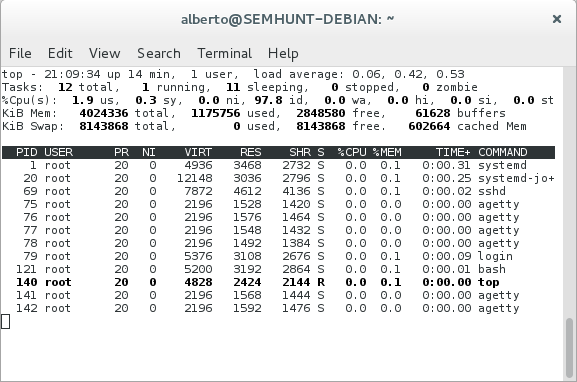 alberto@SEMHUNT-DEBIAN: ~
×
File Edit View Search Terminal Help
top - 21:09:34 up 14 min,  1 user,  load average: 0.06, 0.42, 0.53
Tasks:  12 total,   1 running,  11 sleeping,   0 stopped,   0 zombie
%Cpu(s):  1.9 us,  0.3 sy,  0.0 ni, 97.8 id,  0.0 wa,  0.0 hi,  0.0 si,  0.0 st
KiB Mem:   4024336 total,  1175756 used,  2848580 free,    61628 buffers
KiB Swap:  8143868 total,        0 used,  8143868 free.   602664 cached Mem
PID USER      PR  NI    VIRT    RES    SHR S  %CPU %MEM     TIME+ COMMAND
1 root      20   0    4936   3468   2732 S   0.0  0.1   0:00.31 systemd
20 root      20   0   12148   3036   2796 S   0.0  0.1   0:00.25 systemd-jo+
69 root      20   0    7872   4612   4136 S   0.0  0.1   0:00.02 sshd
75 root      20   0    2196   1528   1420 S   0.0  0.0   0:00.00 agetty
76 root      20   0    2196   1576   1464 S   0.0  0.0   0:00.00 agetty
77 root      20   0    2196   1548   1432 S   0.0  0.0   0:00.00 agetty
78 root      20   0    2196   1492   1384 S   0.0  0.0   0:00.00 agetty
79 root      20   0    5376   3108   2676 S   0.0  0.1   0:00.09 login
121 root      20   0    5200   3192   2864 S   0.0  0.1   0:00.01 bash
140 root      20   0    4828   2424   2144 R   0.0  0.1   0:00.00 top
141 root      20   0    2196   1568   1444 S   0.0  0.0   0:00.00 agetty
142 root      20   0    2196   1592   1476 S   0.0  0.0   0:00.00 agetty